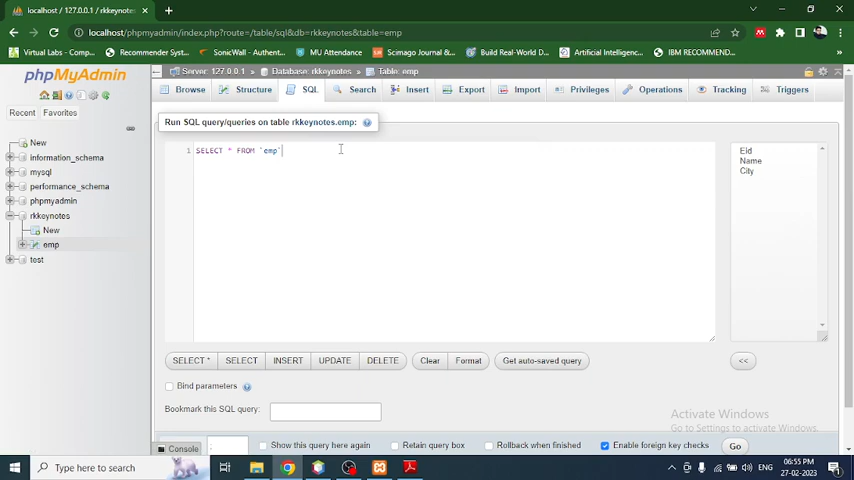 localhost / 127.0.0.1 / rkkeynotes
localhost/phpmyadmin/index.php?route=/table/sql&db=rkkeynotes&table=emp
Virtual Labs - Comp... Recommender Syst... SonicWall - Authent... MU Attendance Scimago Journal &... Build Real-World D... Artificial Intelligenc... IBM RECOMMEND...
phpMyAdmin
Server: 127.0.0.1 » Database: rkkeynotes » Table: emp
Browse Structure SQL Search Insert Export Import Privileges Operations Tracking Triggers
Recent Favorites
New
information_schema
mysql
performance_schema
phpmyadmin
rkkeynotes
New
emp
test
Run SQL query/queries on table rkkeynotes.emp:
1 SELECT * FROM `emp`
Eid
Name
City
SELECT * SELECT INSERT UPDATE DELETE Clear Format Get auto-saved query <<
Bind parameters
Bookmark this SQL query:
Activate Windows
Go to Settings to activate Windows.
Console ; Show this query here again Retain query box Rollback when finished Enable foreign key checks Go
Type here to search
ENG
06:55 PM
27-02-2023